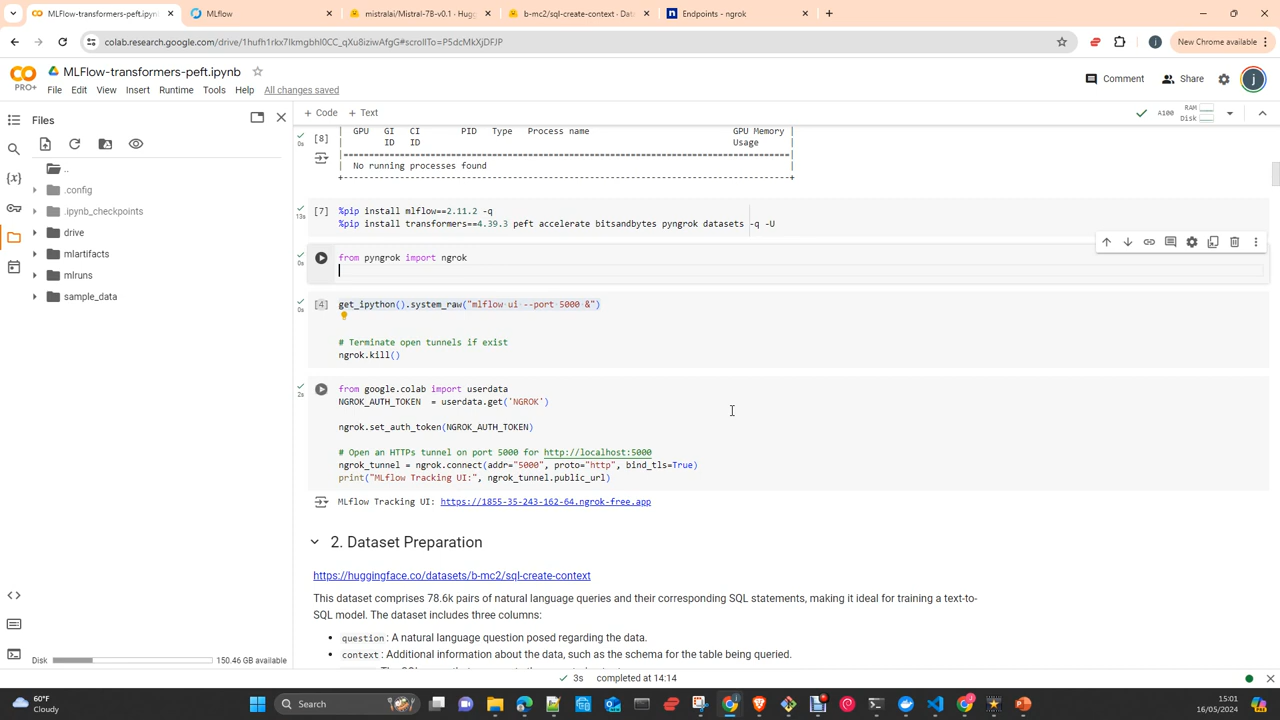 MLFlow-transformers-peft.ipynb
MLflow
mistralai/Mistral-7B-v0.1 - Hugg
b-mc2/sql-create-context · Dat
Endpoints - ngrok
colab.research.google.com/drive/1hufh1rkx7IkmgbhI0CC_qXu8iziwAfgG#scrollTo=P5dcMkXjDFJP
New Chrome available
PRO+
MLFlow-transformers-peft.ipynb
Comment
Share
File Edit View Insert Runtime Tools Help All changes saved
Files
+ Code + Text
A100
RAM
Disk
..
.config
.ipynb_checkpoints
drive
mlartifacts
mlruns
sample_data
[8]
0s
| GPU GI CI PID Type Process name GPU Memory |
| ID ID Usage |
|=======================================================================================|
| No running processes found |
+---------------------------------------------------------------------------------------+
[7] %pip install mlflow==2.11.2 -q
13s
%pip install transformers==4.39.3 peft accelerate bitsandbytes pyngrok datasets -q -U
from pyngrok import ngrok
0s
[4] get_ipython().system_raw("mlflow ui --port 5000 &")
0s
# Terminate open tunnels if exist
ngrok.kill()
from google.colab import userdata
2s
NGROK_AUTH_TOKEN = userdata.get('NGROK')
ngrok.set_auth_token(NGROK_AUTH_TOKEN)
# Open an HTTPs tunnel on port 5000 for http://localhost:5000
ngrok_tunnel = ngrok.connect(addr="5000", proto="http", bind_tls=True)
print("MLflow Tracking UI:", ngrok_tunnel.public_url)
MLflow Tracking UI: https://1855-35-243-162-64.ngrok-free.app
2. Dataset Preparation
https://huggingface.co/datasets/b-mc2/sql-create-context
This dataset comprises 78.6k pairs of natural language queries and their corresponding SQL statements, making it ideal for training a text-to-
SQL model. The dataset includes three columns:
• question: A natural language question posed regarding the data.
• context: Additional information about the data, such as the schema for the table being queried.
Disk
150.46 GB available
3s completed at 14:14
60°F
Cloudy
Search
15:01
16/05/2024